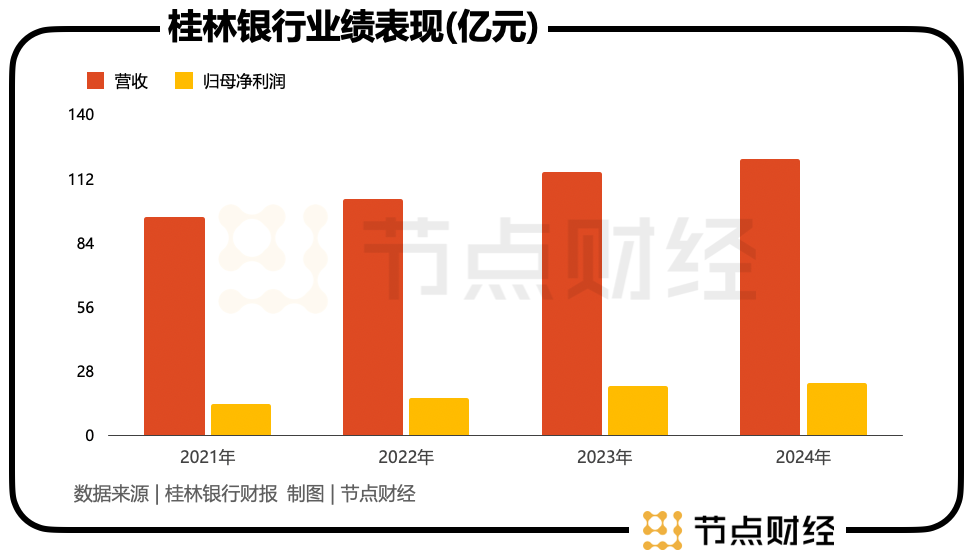 桂林银行业绩表现(亿元)
营收 归母净利润
140
112
84
56
28
0
节点财经
2021年 2022年 2023年 2024年
数据来源 | 桂林银行财报 制图 | 节点财经
节点财经